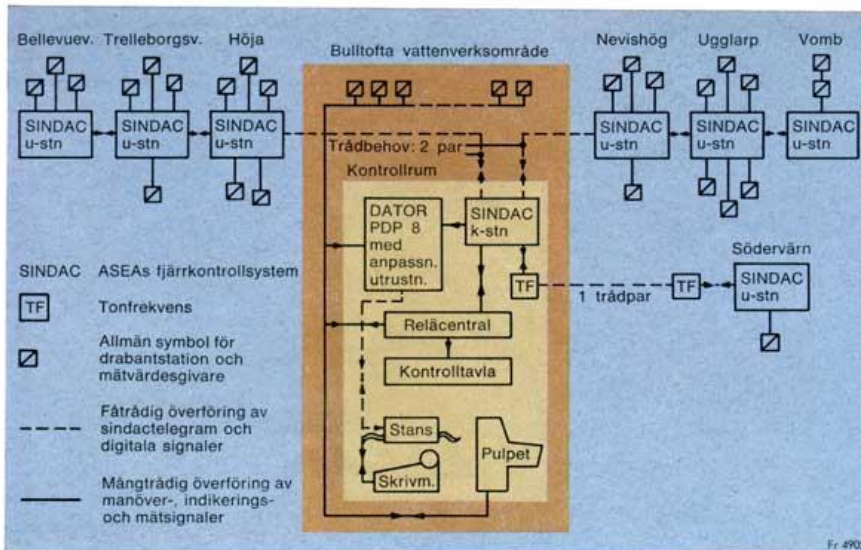 Bellevuev.
Trelleborgsv.
Höja
Bulltofta vattenverksområde
Nevishög
Ugglarp
Vomb
SINDAC
u-stn
SINDAC
u-stn
SINDAC
u-stn
SINDAC
u-stn
SINDAC
u-stn
SINDAC
u-stn
Trådbehov: 2 par
Kontrollrum
DATOR
PDP 8
med
anpassn.
utrustn.
SINDAC
k-stn
Södervärn
SINDAC
u-stn
TF
1 trådpar
TF
Reläcentral
Kontrolltavla
Stans
Skrivm.
Pulpet
SINDAC ASEAs fjärrkontrollsystem
TF Tonfrekvens
Allmän symbol för
drabantstation och
mätvärdesgivare
Fåtrådig överföring av
sindactelegram och
digitala signaler
Mångtrådig överföring av
manöver-, indikerings-
och mätsignaler